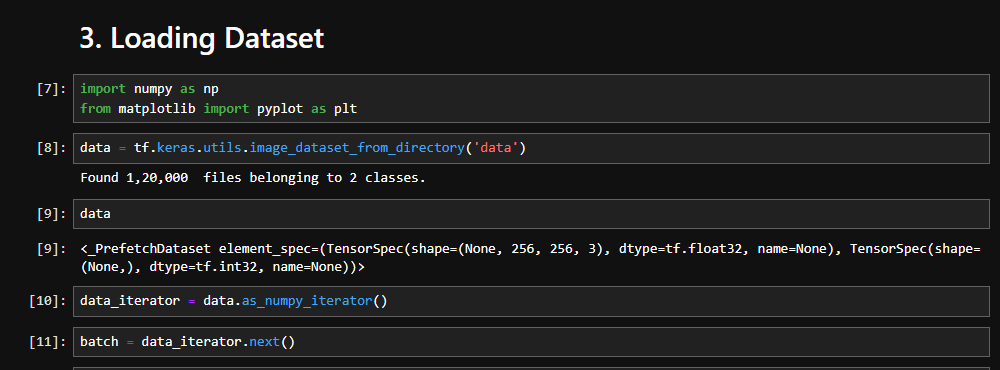 3. Loading Dataset
[7]: import numpy as np
from matplotlib import pyplot as plt
[8]: data = tf.keras.utils.image_dataset_from_directory('data')
Found 1,20,000  files belonging to 2 classes.
[9]: data
[9]: <_PrefetchDataset element_spec=(TensorSpec(shape=(None, 256, 256, 3), dtype=tf.float32, name=None), TensorSpec(shape=
(None,), dtype=tf.int32, name=None))>
[10]: data_iterator = data.as_numpy_iterator()
[11]: batch = data_iterator.next()